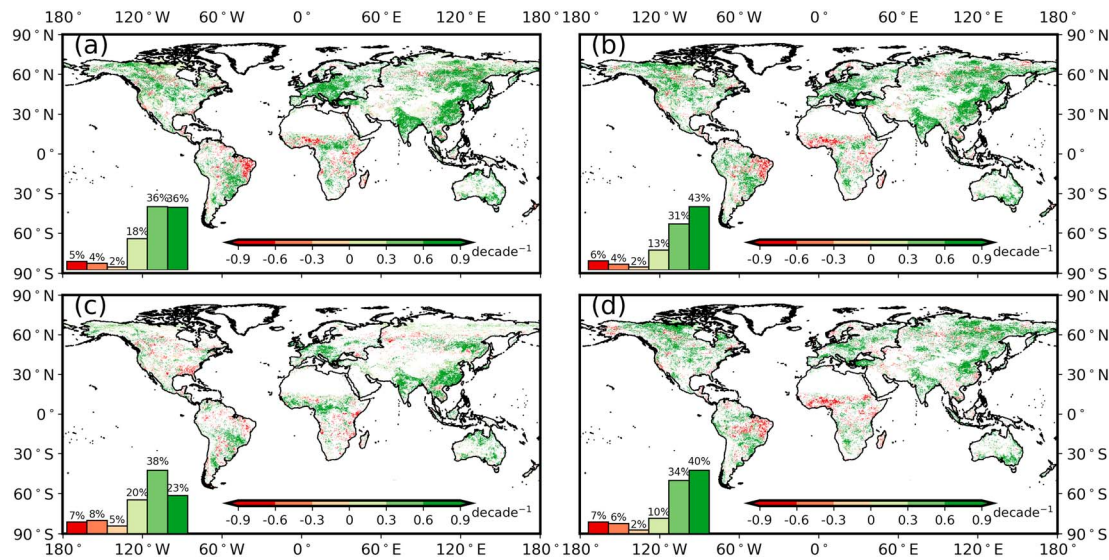 180° 120° W 60° W 0° 60° E 120° E 180° 180° 120° W 60° W 0° 60° E 120° E 180°
90° N (a) (b) 90° N
60° N 60° N
30° N 30° N
0° 0°
30° S 36% 36% 43% 30° S
18% 31%
60° S 5% 4% 2% decade⁻¹ 6% 4% 2% 13% decade⁻¹ 60° S
-0.9 -0.6 -0.3 0 0.3 0.6 0.9 -0.9 -0.6 -0.3 0 0.3 0.6 0.9
90° S 90° S
90° N (c) (d) 90° N
60° N 60° N
30° N 30° N
0° 0°
30° S 38% 40% 30° S
20% 23% 34%
60° S 7% 8% 5% decade⁻¹ 7% 6% 2% 10% decade⁻¹ 60° S
-0.9 -0.6 -0.3 0 0.3 0.6 0.9 -0.9 -0.6 -0.3 0 0.3 0.6 0.9
90° S 90° S
180° 120° W 60° W 0° 60° E 120° E 180° 180° 120° W 60° W 0° 60° E 120° E 180°